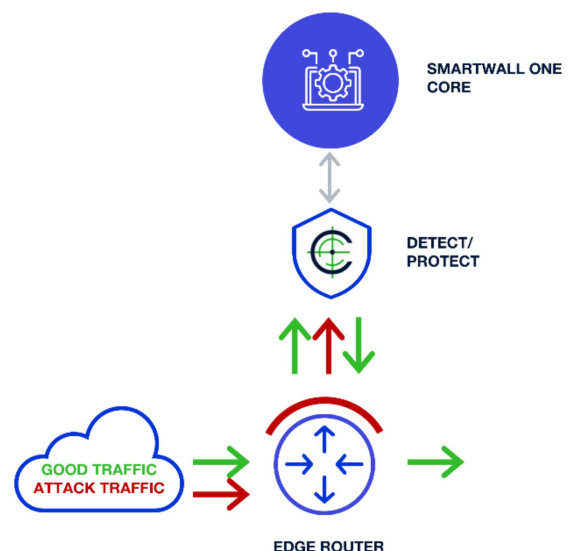 SMARTWALL ONE
CORE
DETECT/
PROTECT
GOOD TRAFFIC
ATTACK TRAFFIC
EDGE ROUTER